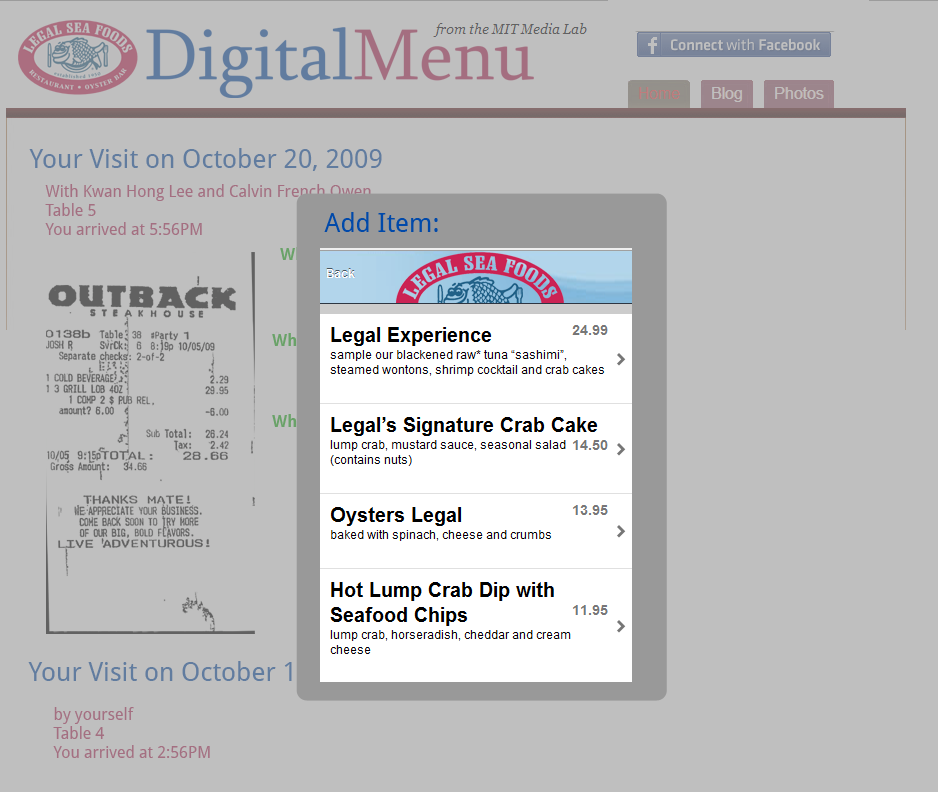 LEGAL SEA FOODS
RESTAURANT • OYSTER BAR
DigitalMenu
from the MIT Media Lab
Connect with Facebook
Home
Blog
Photos
Your Visit on October 20, 2009
With Kwan Hong Lee and Calvin French Owen
Table 5
You arrived at 5:56PM
OUTBACK
STEAKHOUSE
0138b Table 38 #Party 1
JOSH R SvrCk: 6 8:19p 10/05/09
Separate checks: 2-of-2
1 COLD BEVERAGE 2.29
1 3 GRILL LOB 4OZ 29.95
1 COMP 2 $ PUB REL.
amount? 6.00 -6.00
Sub Total: 26.24
Tax: 2.42
10/05 9:15pTOTAL: 28.66
Gross Amount: 34.66
THANKS MATE!
WE APPRECIATE YOUR BUSINESS.
COME BACK SOON TO TRY MORE
OF OUR BIG, BOLD FLAVORS.
LIVE ADVENTUROUS!
Wh
Wh
Add Item:
Back
LEGAL SEA FOODS
Legal Experience 24.99
sample our blackened raw* tuna “sashimi”,
steamed wontons, shrimp cocktail and crab cakes
Legal’s Signature Crab Cake
lump crab, mustard sauce, seasonal salad 14.50
(contains nuts)
Oysters Legal 13.95
baked with spinach, cheese and crumbs
Hot Lump Crab Dip with
Seafood Chips 11.95
lump crab, horseradish, cheddar and cream
cheese
Your Visit on October 1
by yourself
Table 4
You arrived at 2:56PM